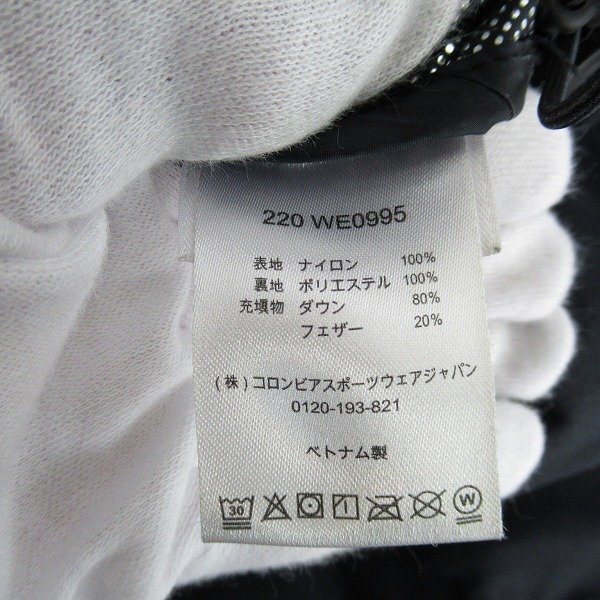 220 WE0995
表地 ナイロン 100%
裏地 ポリエステル 100%
充填物 ダウン 80%
フェザー 20%
(株)コロンビアスポーツウェアジャパン
0120-193-821
ベトナム製
30 W